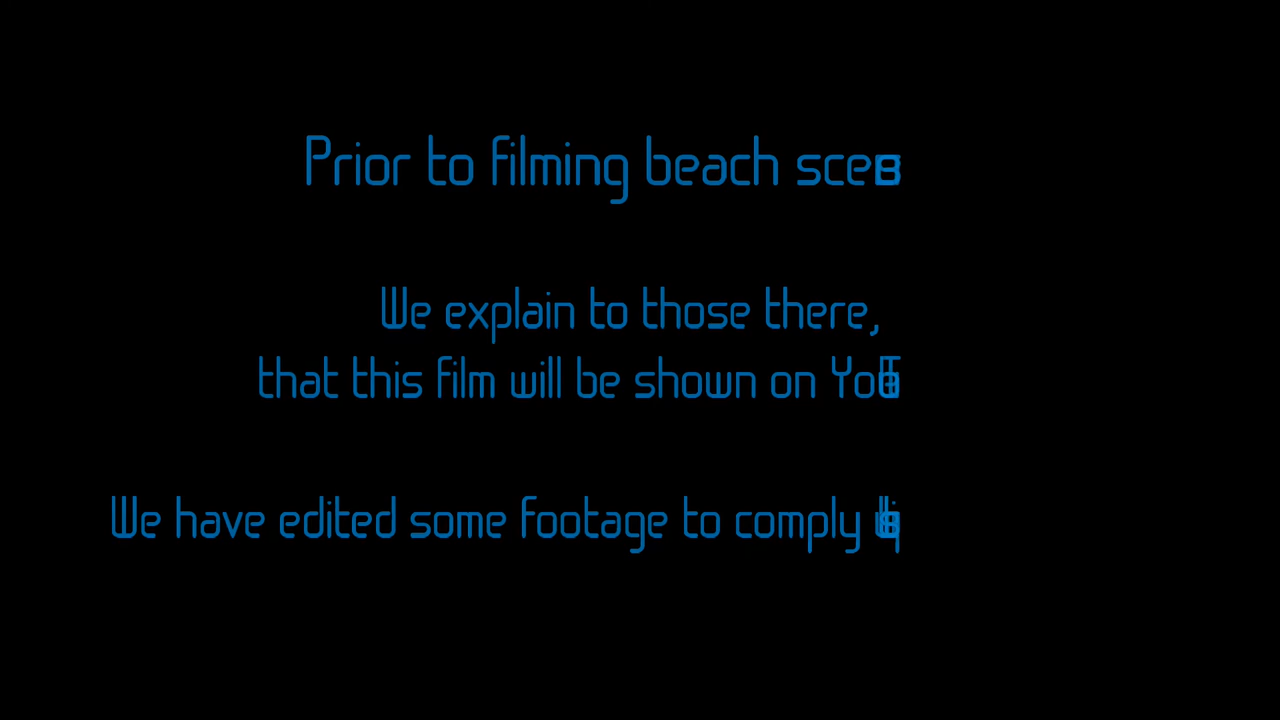 Prior to filming beach
We explain to those there,
that this film will be shown on
We have edited some footage to comply